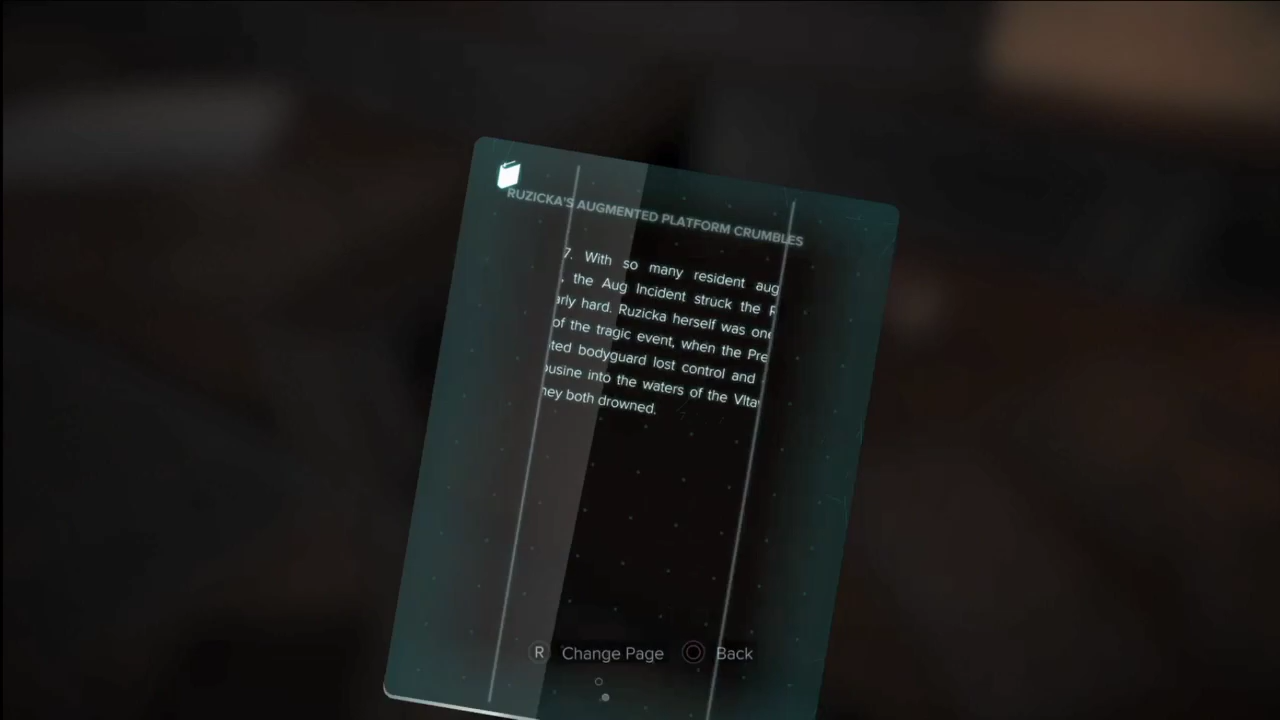 RUZICKA'S AUGMENTED PLATFORM CRUMBLES
7. With so many resident aug
, the Aug Incident struck the R
arly hard. Ruzicka herself was one
of the tragic event, when the Pre
ted bodyguard lost control and
ousine into the waters of the Vltav
hey both drowned.
R Change Page Back